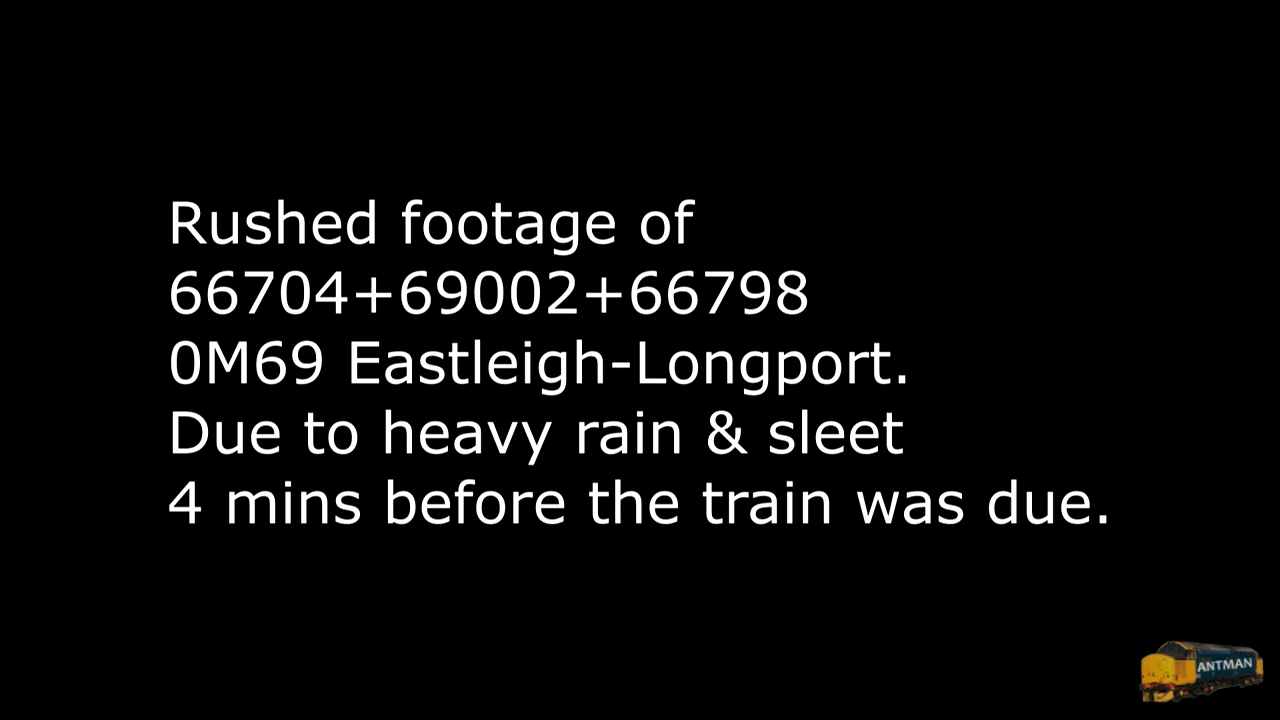 Rushed footage of
66704+69002+66798
0M69 Eastleigh-Longport.
Due to heavy rain & sleet
4 mins before the train was due.
ANTMAN